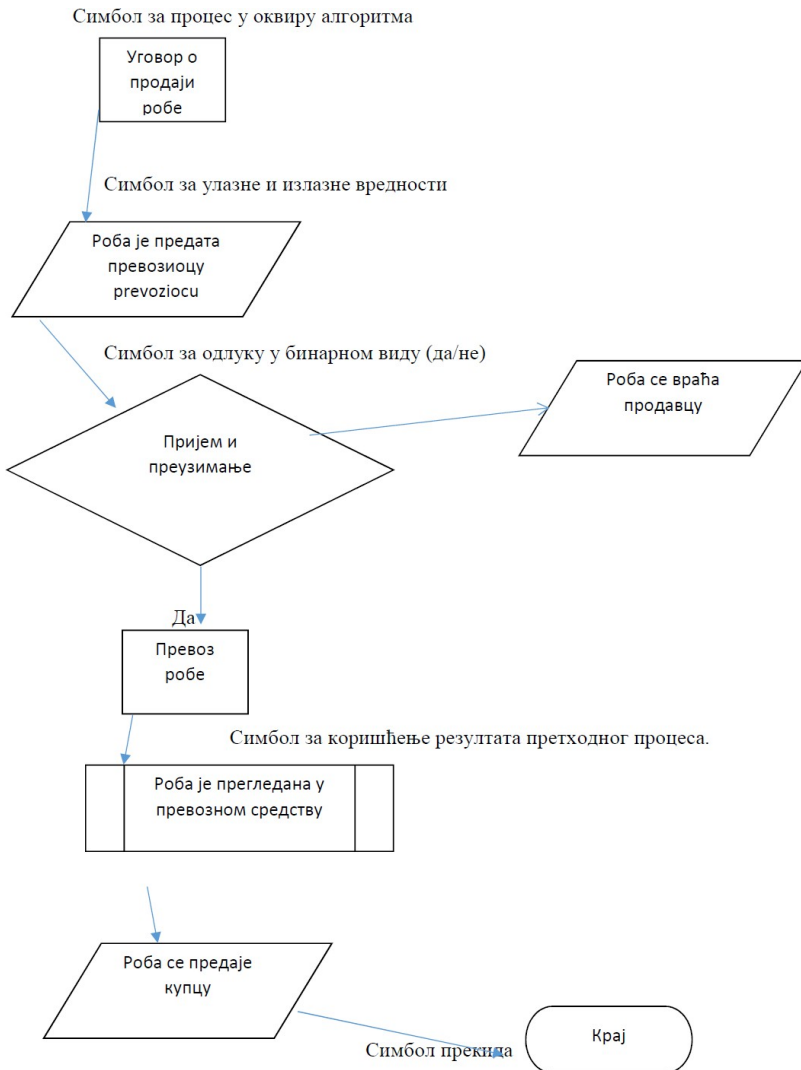 Симбол за процес у оквиру алгоритма
Уговор о
продаји
робе
Симбол за улазне и излазне вредности
Роба је предата
превозиоцу
prevoziocu
Симбол за одлуку у бинарном виду (да/не)
Роба се враћа
продавцу
Пријем и
преузимање
Да
Превоз
робе
Симбол за коришћење резултата претходног процеса.
Роба је прегледана у
превозном средству
Роба се предаје
купцу
Крај
Симбол прекида